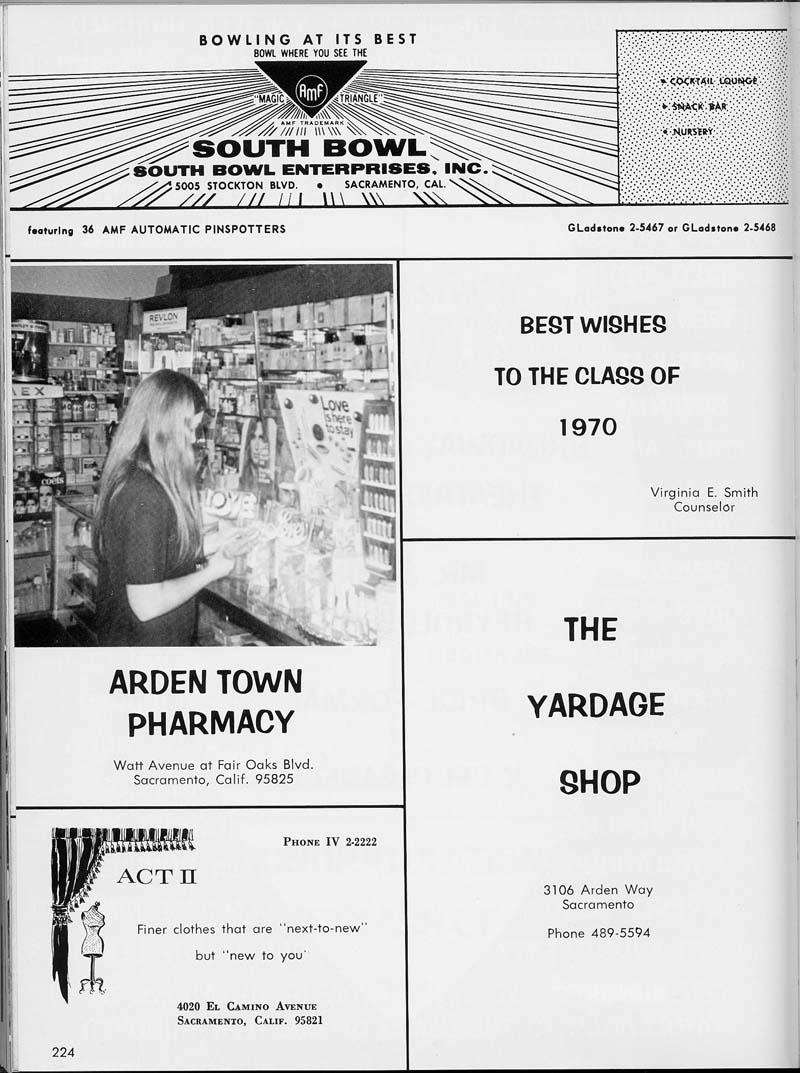 BOWLING AT ITS BEST
BOWL WHERE YOU SEE THE
"MAGIC AMF TRIANGLE"
AMF TRADEMARK
SOUTH BOWL
SOUTH BOWL ENTERPRISES, INC.
5005 STOCKTON BLVD. • SACRAMENTO, CAL.
COCKTAIL LOUNGE
SNACK BAR
NURSERY
featuring 36 AMF AUTOMATIC PINSPOTTERS
GLadstone 2-5467 or GLadstone 2-5468
REVLON
Love
is here
to stay
LOVE
coets
ARDEN TOWN
PHARMACY
Watt Avenue at Fair Oaks Blvd.
Sacramento, Calif. 95825
BEST WISHES
TO THE CLASS OF
1970
Virginia E. Smith
Counselor
THE
YARDAGE
SHOP
3106 Arden Way
Sacramento
Phone 489-5594
PHONE IV 2-2222
ACT II
Finer clothes that are "next-to-new"
but "new to you'
4020 EL CAMINO AVENUE
SACRAMENTO, CALIF. 95821
224